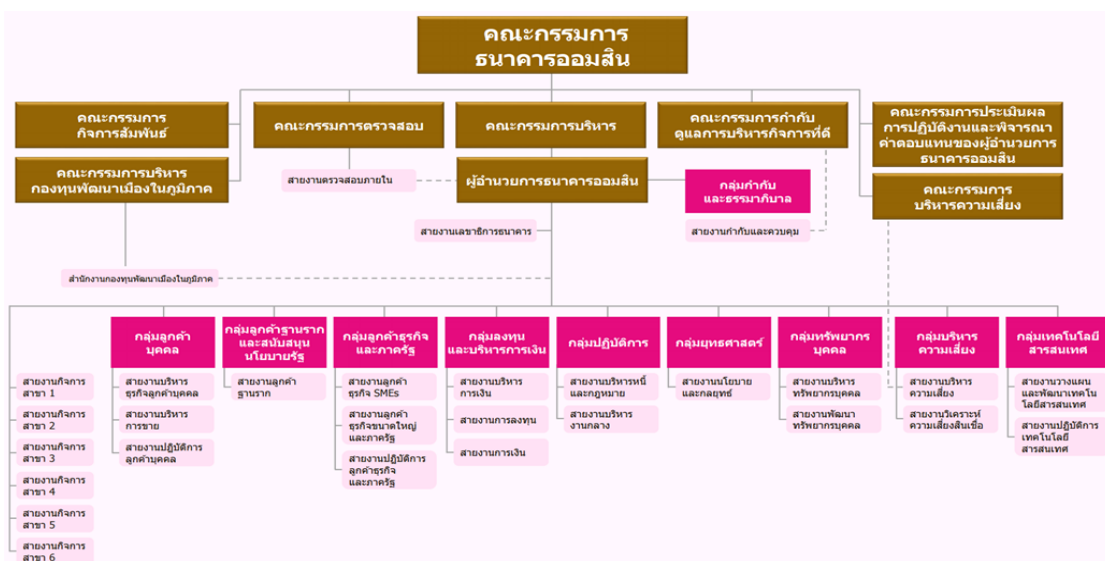 คณะกรรมการ
ธนาคารออมสิน
คณะกรรมการ
กิจการสัมพันธ์
คณะกรรมการตรวจสอบ
คณะกรรมการบริหาร
คณะกรรมการกำกับ
ดูแลการบริหารกิจการที่ดี
คณะกรรมการประเมินผล
การปฏิบัติงานและพิจารณา
ค่าตอบแทนของผู้อำนวยการ
ธนาคารออมสิน
คณะกรรมการบริหาร
กองทุนพัฒนาเมืองในภูมิภาค
สายงานตรวจสอบภายใน
ผู้อำนวยการธนาคารออมสิน
กลุ่มกำกับ
และธรรมาภิบาล
คณะกรรมการ
บริหารความเสี่ยง
สายงานเลขาธิการธนาคาร
สายงานกำกับและควบคุม
สำนักงานกองทุนพัฒนาเมืองในภูมิภาค
กลุ่มลูกค้า
บุคคล
กลุ่มลูกค้าฐานราก
และสนับสนุน
นโยบายรัฐ
กลุ่มลูกค้าธุรกิจ
และภาครัฐ
กลุ่มลงทุน
และบริหารการเงิน
กลุ่มปฏิบัติการ
กลุ่มยุทธศาสตร์
กลุ่มทรัพยากร
บุคคล
กลุ่มบริหาร
ความเสี่ยง
กลุ่มเทคโนโลยี
สารสนเทศ
สายงานกิจการ
สาขา 1
สายงานกิจการ
สาขา 2
สายงานกิจการ
สาขา 3
สายงานกิจการ
สาขา 4
สายงานกิจการ
สาขา 5
สายงานกิจการ
สาขา 6
สายงานบริหาร
ธุรกิจลูกค้าบุคคล
สายงานบริหาร
การขาย
สายงานปฏิบัติการ
ลูกค้าบุคคล
สายงานลูกค้า
ฐานราก
สายงานลูกค้า
ธุรกิจ SMEs
สายงานลูกค้า
ธุรกิจขนาดใหญ่
และภาครัฐ
สายงานปฏิบัติการ
ลูกค้าธุรกิจ
และภาครัฐ
สายงานบริหาร
การเงิน
สายงานการลงทุน
สายงานการเงิน
สายงานบริหารหนี้
และกฎหมาย
สายงานบริหาร
งานกลาง
สายงานนโยบาย
และกลยุทธ์
สายงานบริหาร
ทรัพยากรบุคคล
สายงานพัฒนา
ทรัพยากรบุคคล
สายงานบริหาร
ความเสี่ยง
สายงานวิเคราะห์
ความเสี่ยงสินเชื่อ
สายงานวางแผน
และพัฒนาเทคโน
โลยีสารสนเทศ
สายงานปฏิบัติการ
เทคโนโลยี
สารสนเทศ